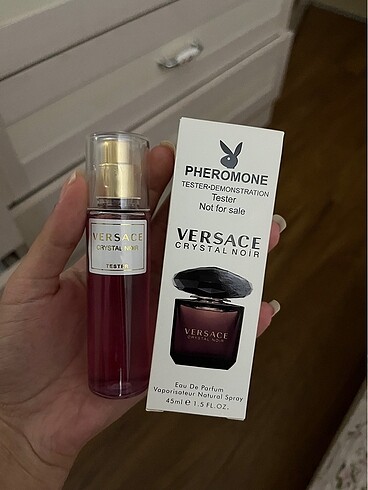 VERSACE
CRYSTAL NOIR
TESTER
PHEROMONE
TESTER•DEMONSTRATION
Tester
Not for sale
VERSACE
CRYSTAL NOIR
VERSACE
CRYSTAL NOIR
Eau De Parfum
Vaporisateur Natural Spray
45ml e 1.5 FL.OZ.